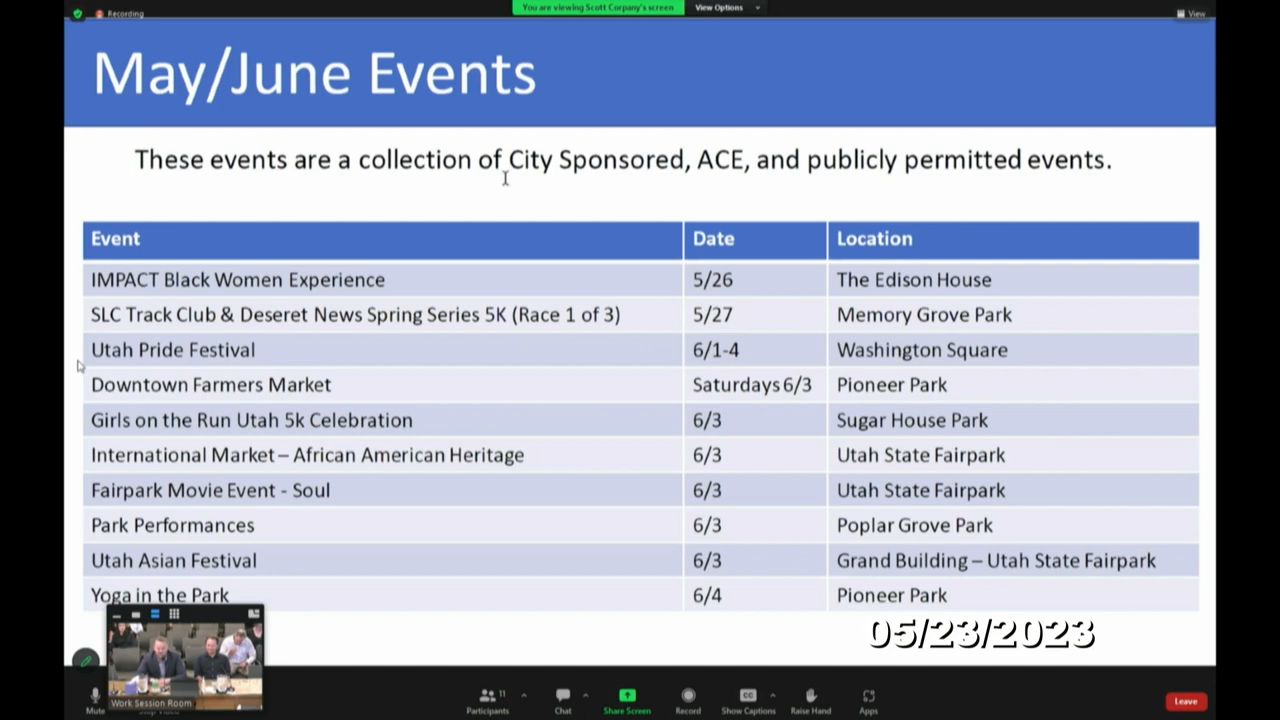 Recording
You are viewing Scott Corpany's screen
View Options
View
May/June Events
These events are a collection of City Sponsored, ACE, and publicly permitted events.
Event Date Location
IMPACT Black Women Experience 5/26 The Edison House
SLC Track Club & Deseret News Spring Series 5K (Race 1 of 3) 5/27 Memory Grove Park
Utah Pride Festival 6/1-4 Washington Square
Downtown Farmers Market Saturdays 6/3 Pioneer Park
Girls on the Run Utah 5k Celebration 6/3 Sugar House Park
International Market – African American Heritage 6/3 Utah State Fairpark
Fairpark Movie Event - Soul 6/3 Utah State Fairpark
Park Performances 6/3 Poplar Grove Park
Utah Asian Festival 6/3 Grand Building – Utah State Fairpark
Yoga in the Park 6/4 Pioneer Park
05/23/2023
Work Session Room
Mute
Participants 11
Chat
Share Screen
Record
CC
Show Captions
Raise Hand
Apps
Leave